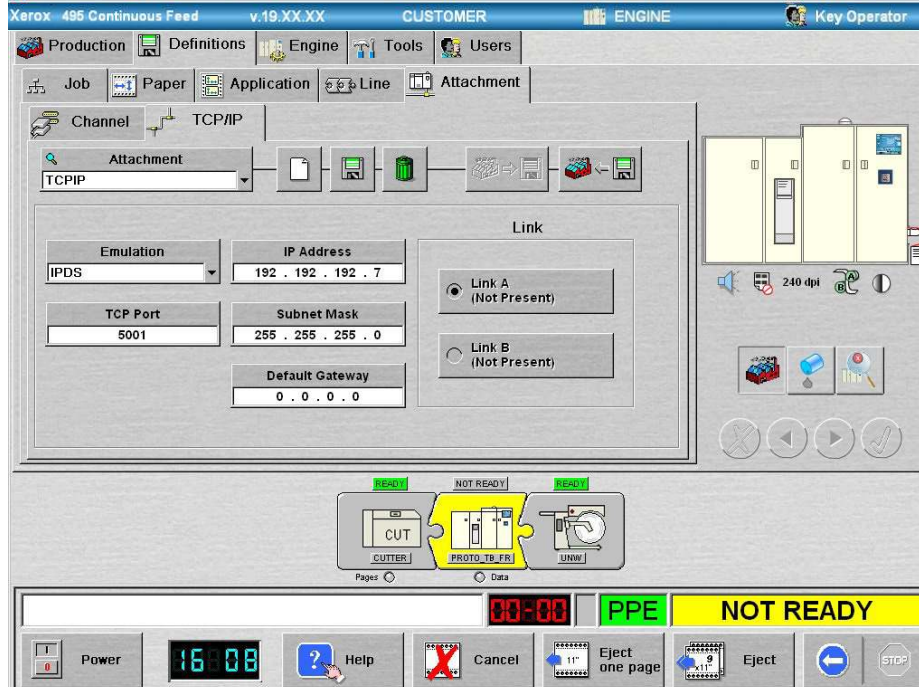 Xerox 495 Continuous Feed v.19.XX.XX CUSTOMER ENGINE Key Operator
Production Definitions Engine Tools Users
Job Paper Application Line Attachment
Channel TCP/IP
Attachment
TCPIP
Link
Emulation IP Address
IPDS 192 . 192 . 192 . 7
Link A
(Not Present)
TCP Port Subnet Mask
5001 255 . 255 . 255 . 0
Link B
(Not Present)
Default Gateway
0 . 0 . 0 . 0
240 dpi A B
READY NOT READY READY
CUT
CUTTER PROTO_TB_FR UNW
Pages Data
PPE NOT READY
I
0
Power 16 08 ? Help Cancel 11" Eject
one page 9
x11" Eject STOP